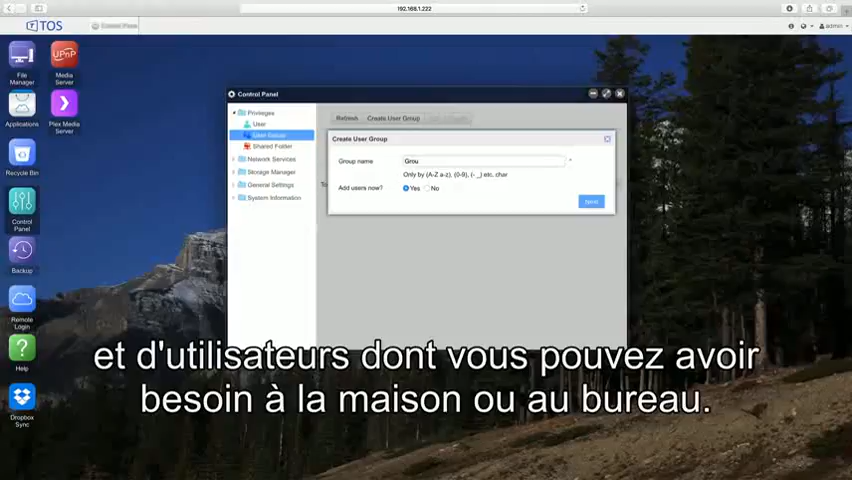 192.168.1.222
TOS
Control Panel
admin
File Manager
Media Server
Applications
Plex Media Server
Recycle Bin
Control Panel
Backup
Remote Login
Help
Dropbox Sync
Control Panel
Privileges
User
User Group
Shared Folder
Network Services
Storage Manager
General Settings
System Information
Refresh
Create User Group
Create User Group
Group name
Grou
*
Only by (A-Z a-z), (0-9), (- _) etc. char
Add users now?
Yes
No
Next
et d'utilisateurs dont vous pouvez avoir
besoin à la maison ou au bureau.